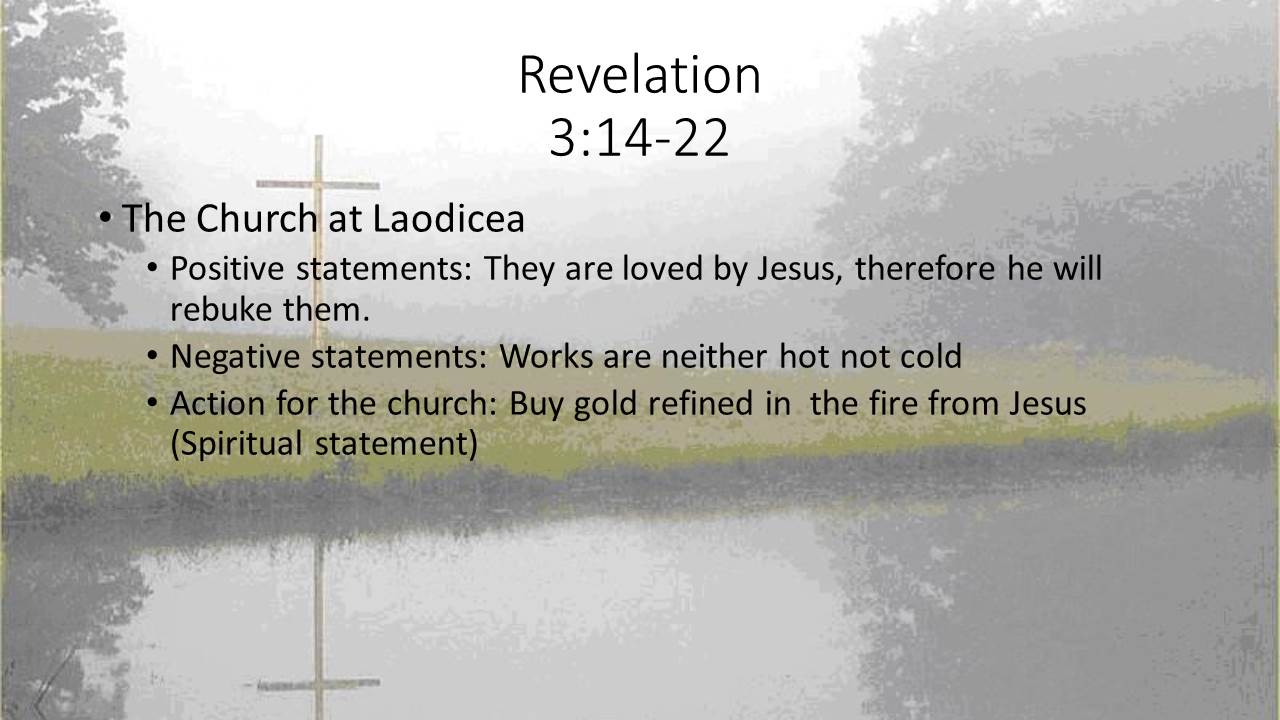 Revelation
3:14-22
• The Church at Laodicea
• Positive statements: They are loved by Jesus, therefore he will
rebuke them.
• Negative statements: Works are neither hot not cold
• Action for the church: Buy gold refined in  the fire from Jesus
(Spiritual statement)